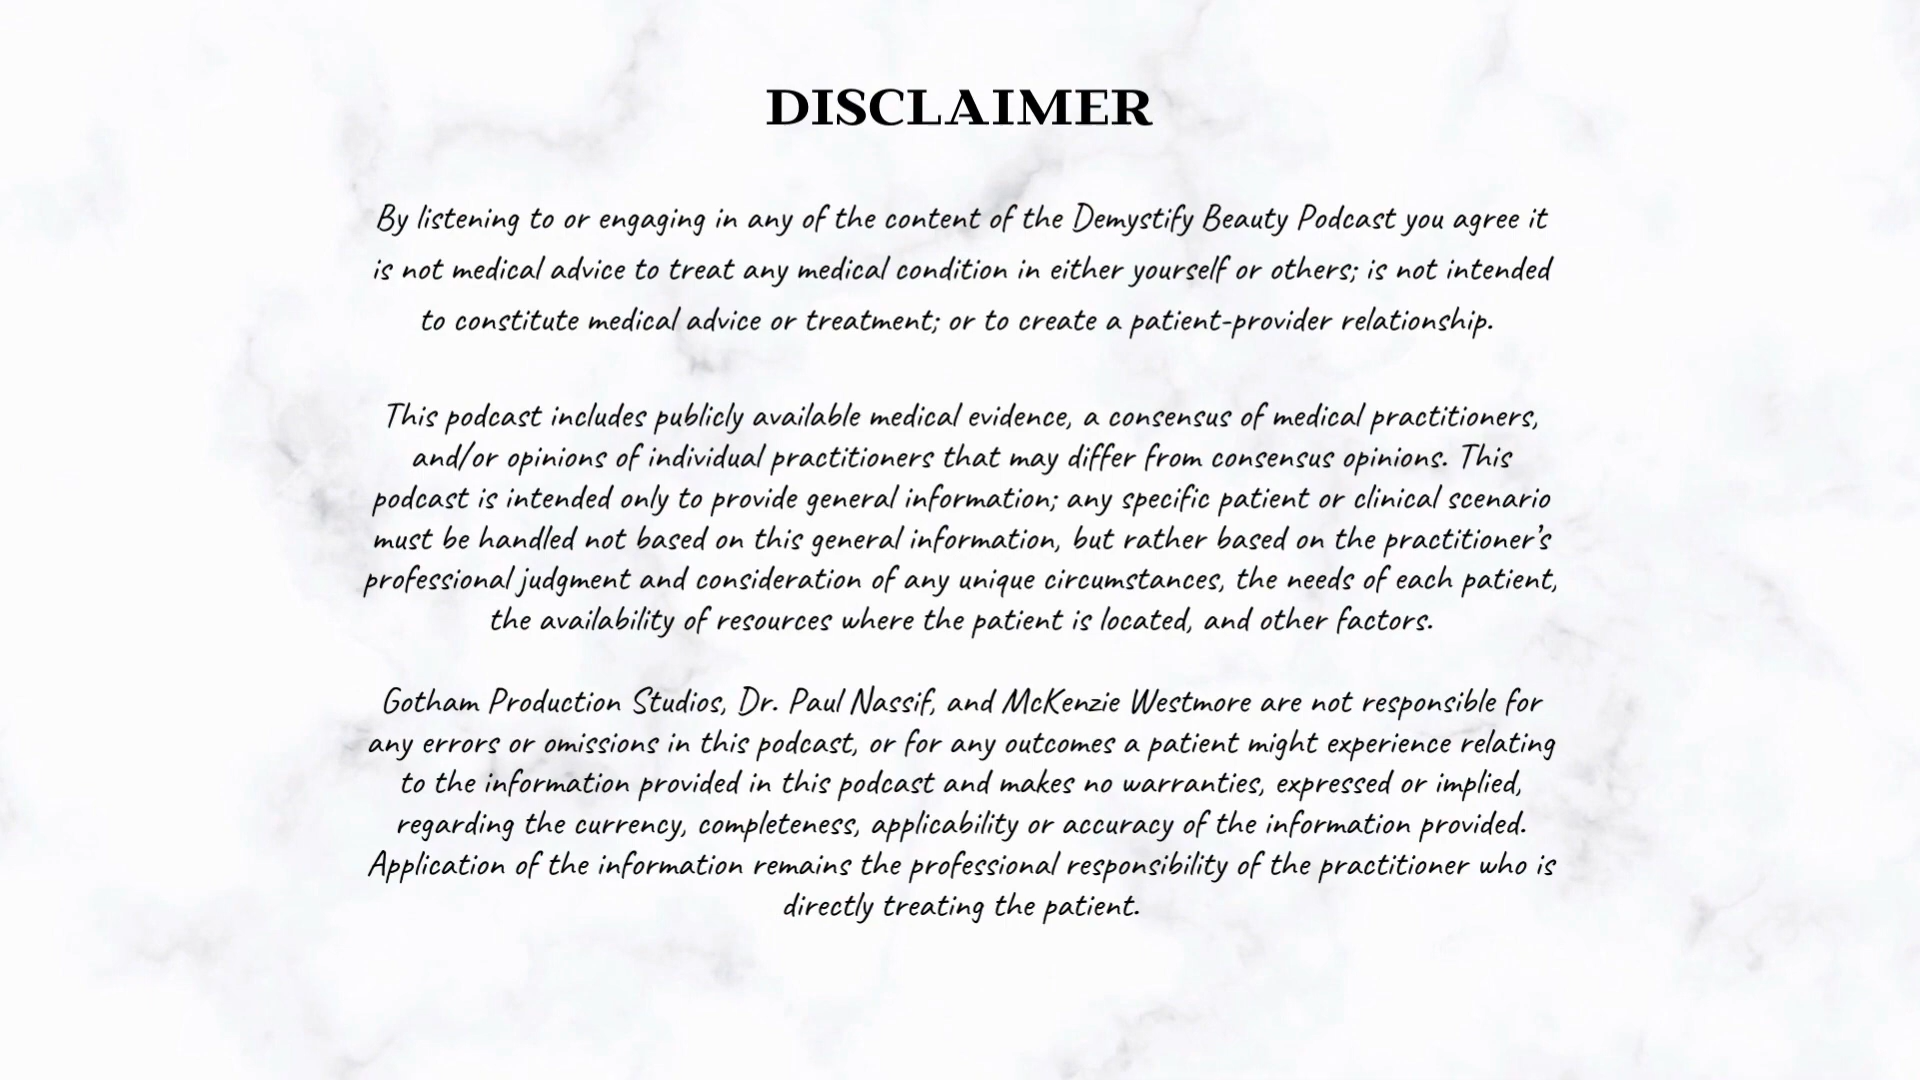 DISCLAIMER
By listening to or engaging in any of the content of the Demystify Beauty Podcast you agree it
is not medical advice to treat any medical condition in either yourself or others; is not intended
to constitute medical advice or treatment; or to create a patient-provider relationship.
This podcast includes publicly available medical evidence, a consensus of medical practitioners,
and/or opinions of individual practitioners that may differ from consensus opinions. This
podcast is intended only to provide general information; any specific patient or clinical scenario
must be handled not based on this general information, but rather based on the practitioner’s
professional judgment and consideration of any unique circumstances, the needs of each patient,
the availability of resources where the patient is located, and other factors.
Gotham Production Studios, Dr. Paul Nassif, and McKenzie Westmore are not responsible for
any errors or omissions in this podcast, or for any outcomes a patient might experience relating
to the information provided in this podcast and makes no warranties, expressed or implied,
regarding the currency, completeness, applicability or accuracy of the information provided.
Application of the information remains the professional responsibility of the practitioner who is
directly treating the patient.